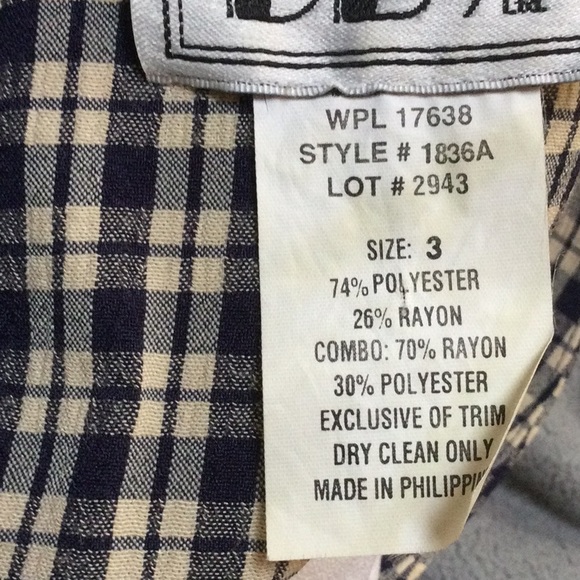 WPL 17638
STYLE # 1836A
LOT # 2943
SIZE: 3
74% POLYESTER
26% RAYON
COMBO: 70% RAYON
30% POLYESTER
EXCLUSIVE OF TRIM
DRY CLEAN ONLY
MADE IN PHILIPPIN